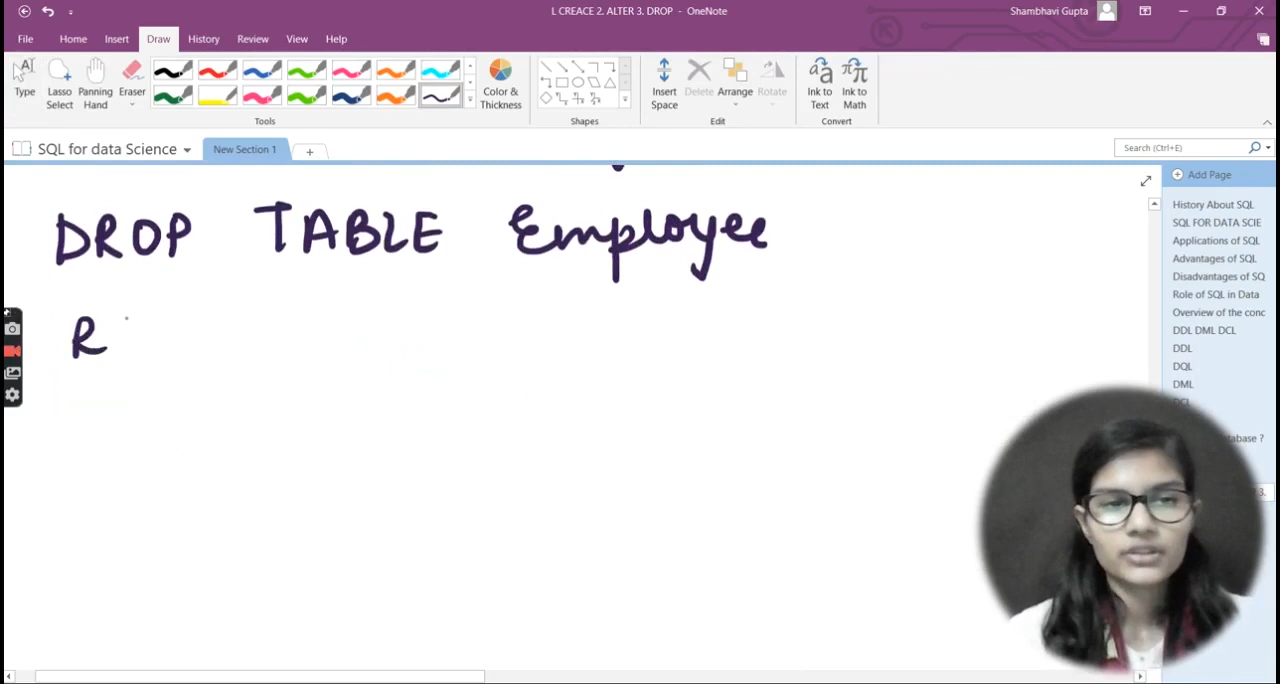 L CREACE 2. ALTER 3. DROP - OneNote
Shambhavi Gupta
File Home Insert Draw History Review View Help
Type
Lasso Select
Panning Hand
Eraser
Color & Thickness
Insert Space
Delete
Arrange
Rotate
Ink to Text
Ink to Math
Tools
Shapes
Edit
Convert
SQL for data Science
New Section 1
Search (Ctrl+E)
Add Page
DROP TABLE Employee
R
History About SQL
SQL FOR DATA SCIE
Applications of SQL
Advantages of SQL
Disadvantages of SQ
Role of SQL in Data
Overview of the conc
DDL DML DCL
DDL
DQL
DML
DCL
tabase ?
3.